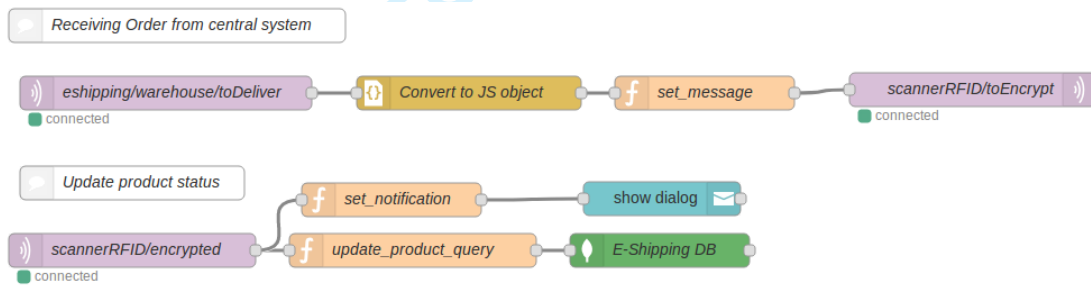 Receiving Order from central system
eshipping/warehouse/toDeliver
Convert to JS object
set_message
scannerRFID/toEncrypt
connected
connected
Update product status
set_notification
show dialog
scannerRFID/encrypted
update_product_query
E-Shipping DB
connected